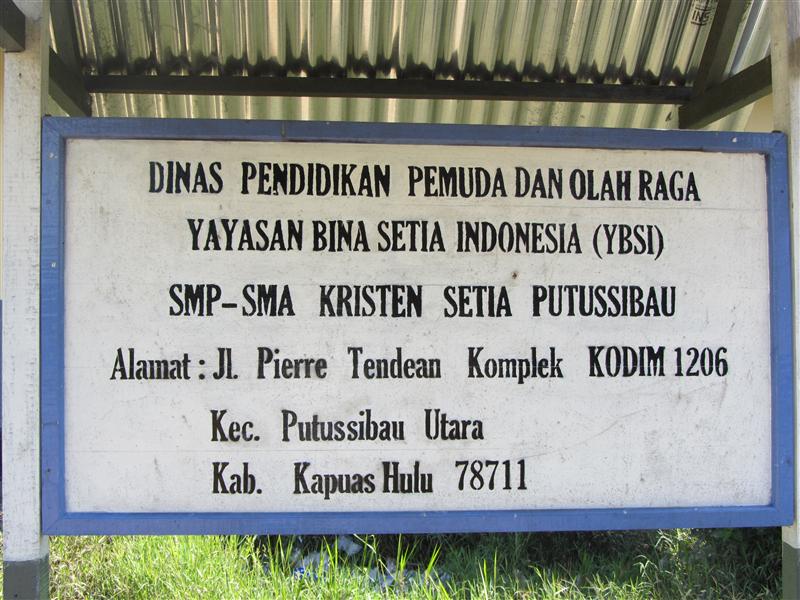 DINAS PENDIDIKAN PEMUDA DAN OLAH RAGA
YAYASAN BINA SETIA INDONESIA (YBSI)
SMP-SMA KRISTEN SETIA PUTUSSIBAU
Alamat : Jl. Pierre Tendean Komplek KODIM 1206
Kec. Putussibau Utara
Kab. Kapuas Hulu 78711